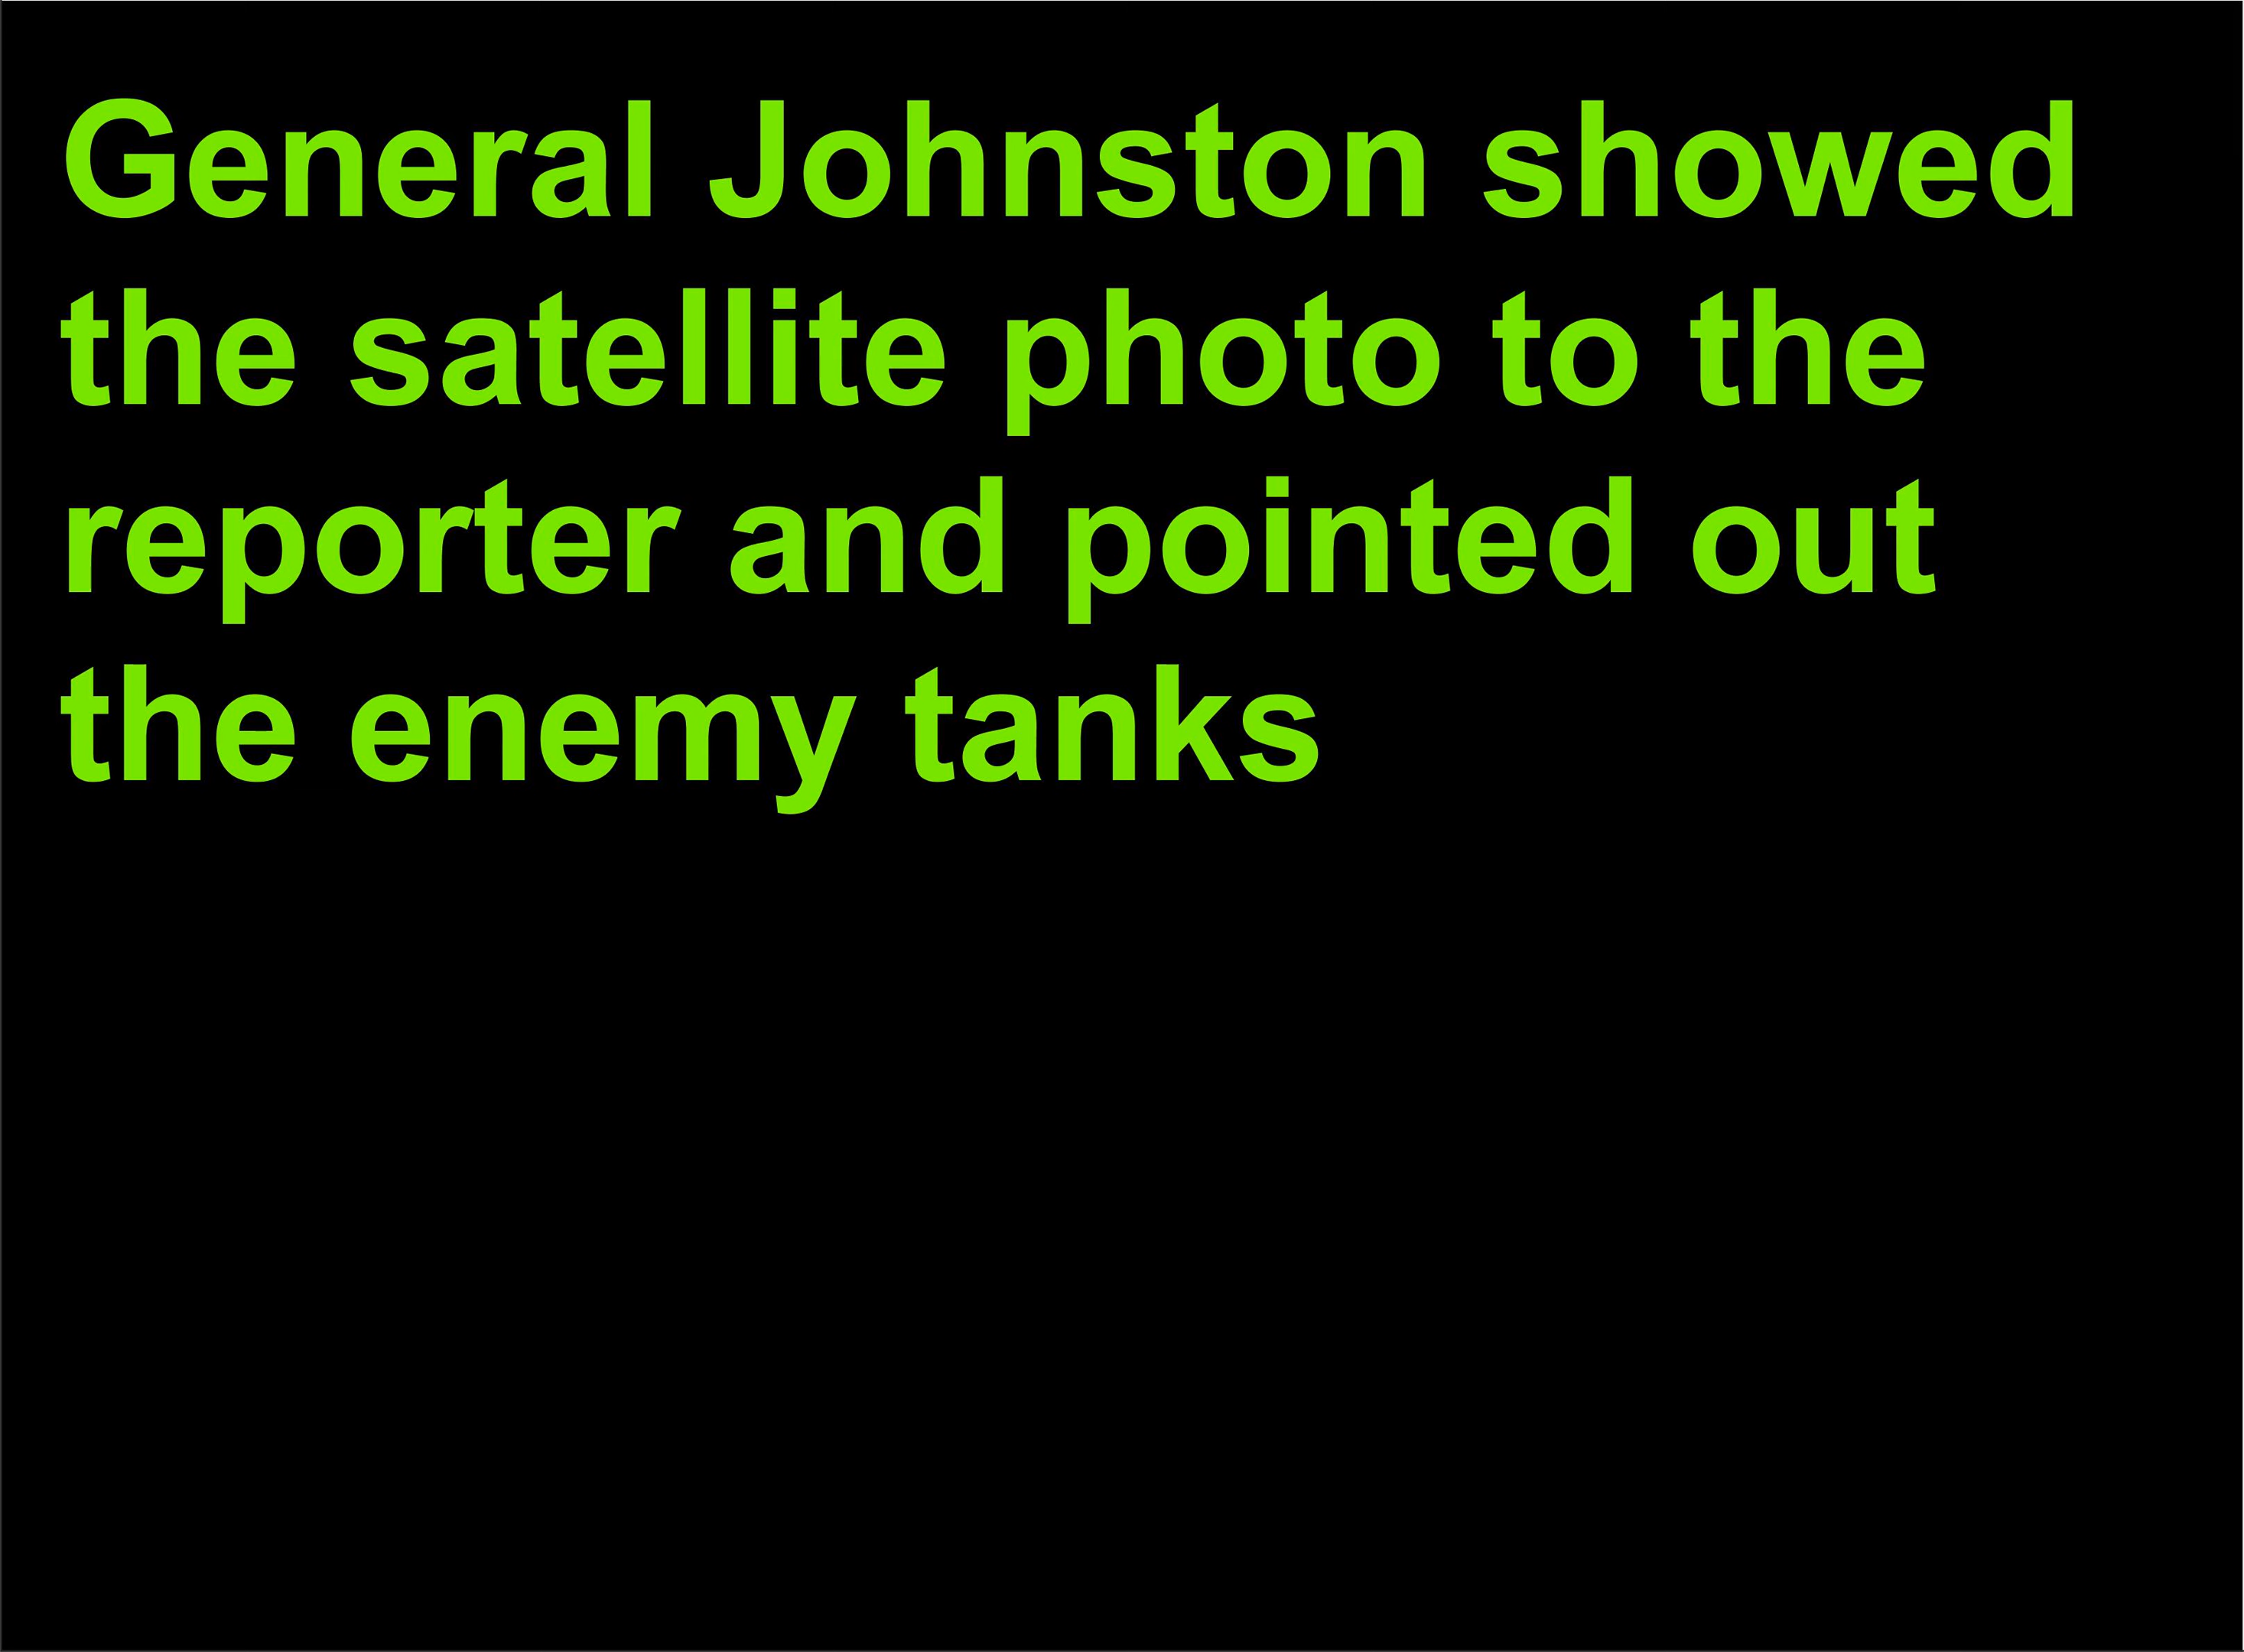 General Johnston showed
the satellite photo to the
reporter and pointed out
the enemy tanks